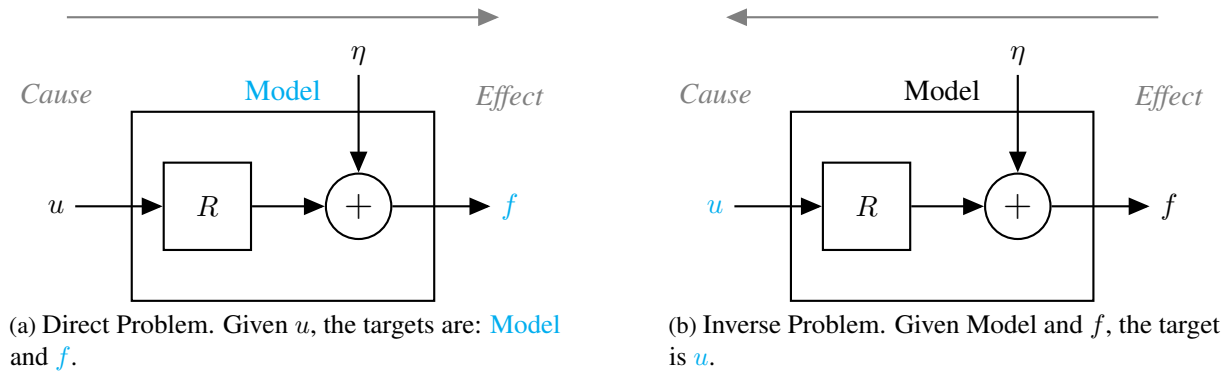 η
Cause
Model
Effect
u
R
+
f
(a) Direct Problem. Given u, the targets are: Model
and f.
η
Cause
Model
Effect
u
R
+
f
(b) Inverse Problem. Given Model and f, the target
is u.